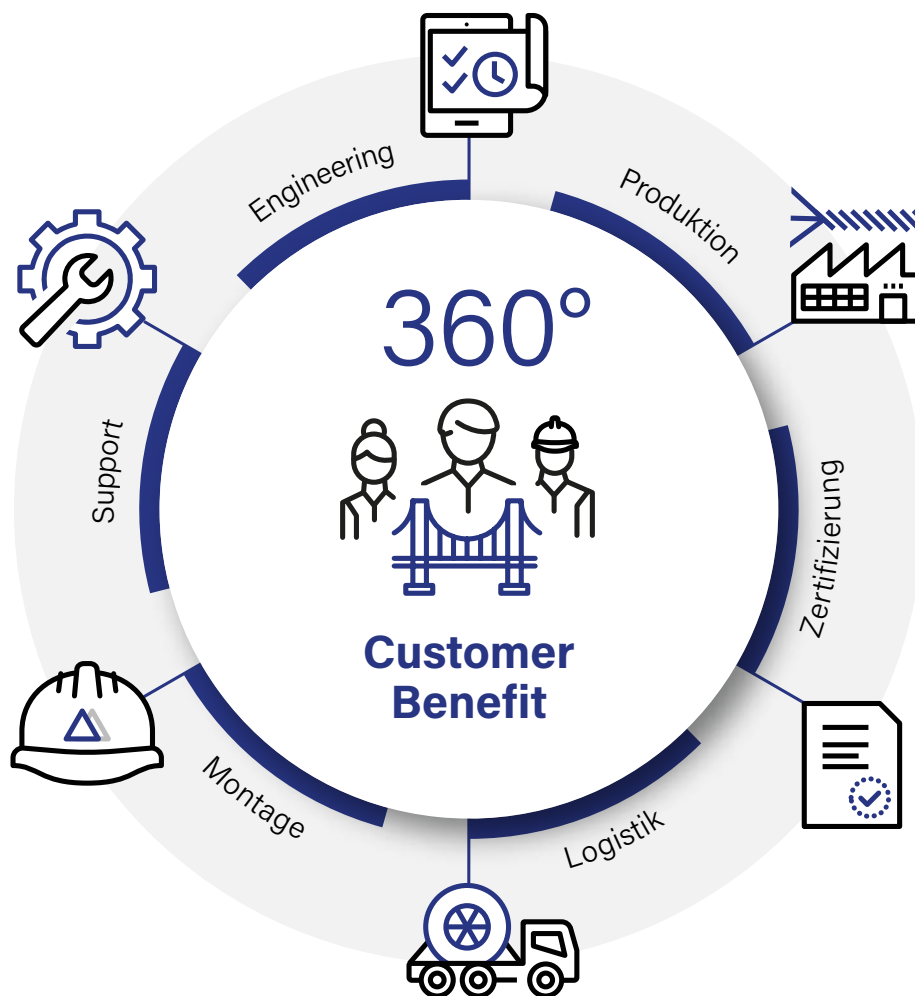 Engineering
Produktion
Zertifizierung
Logistik
Montage
Support
360°
Customer
Benefit